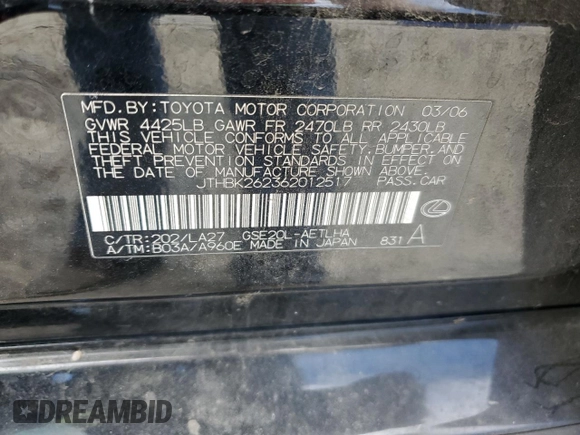 MFD. BY: TOYOTA MOTOR CORPORATION 03/06
GVWR 4425LB GAWR FR 2470LB RR 2430LB
THIS VEHICLE CONFORMS TO ALL APPLICABLE
FEDERAL MOTOR VEHICLE SAFETY, BUMPER, AND
THEFT PREVENTION STANDARDS IN EFFECT ON
THE DATE OF MANUFACTURE SHOWN ABOVE.
JTHBK262362012517 PASS. CAR
C/TR: 202/LA27 GSE20L-AETLHA
A/TM: B03A/A960E MADE IN JAPAN 831 A
DREAMBID